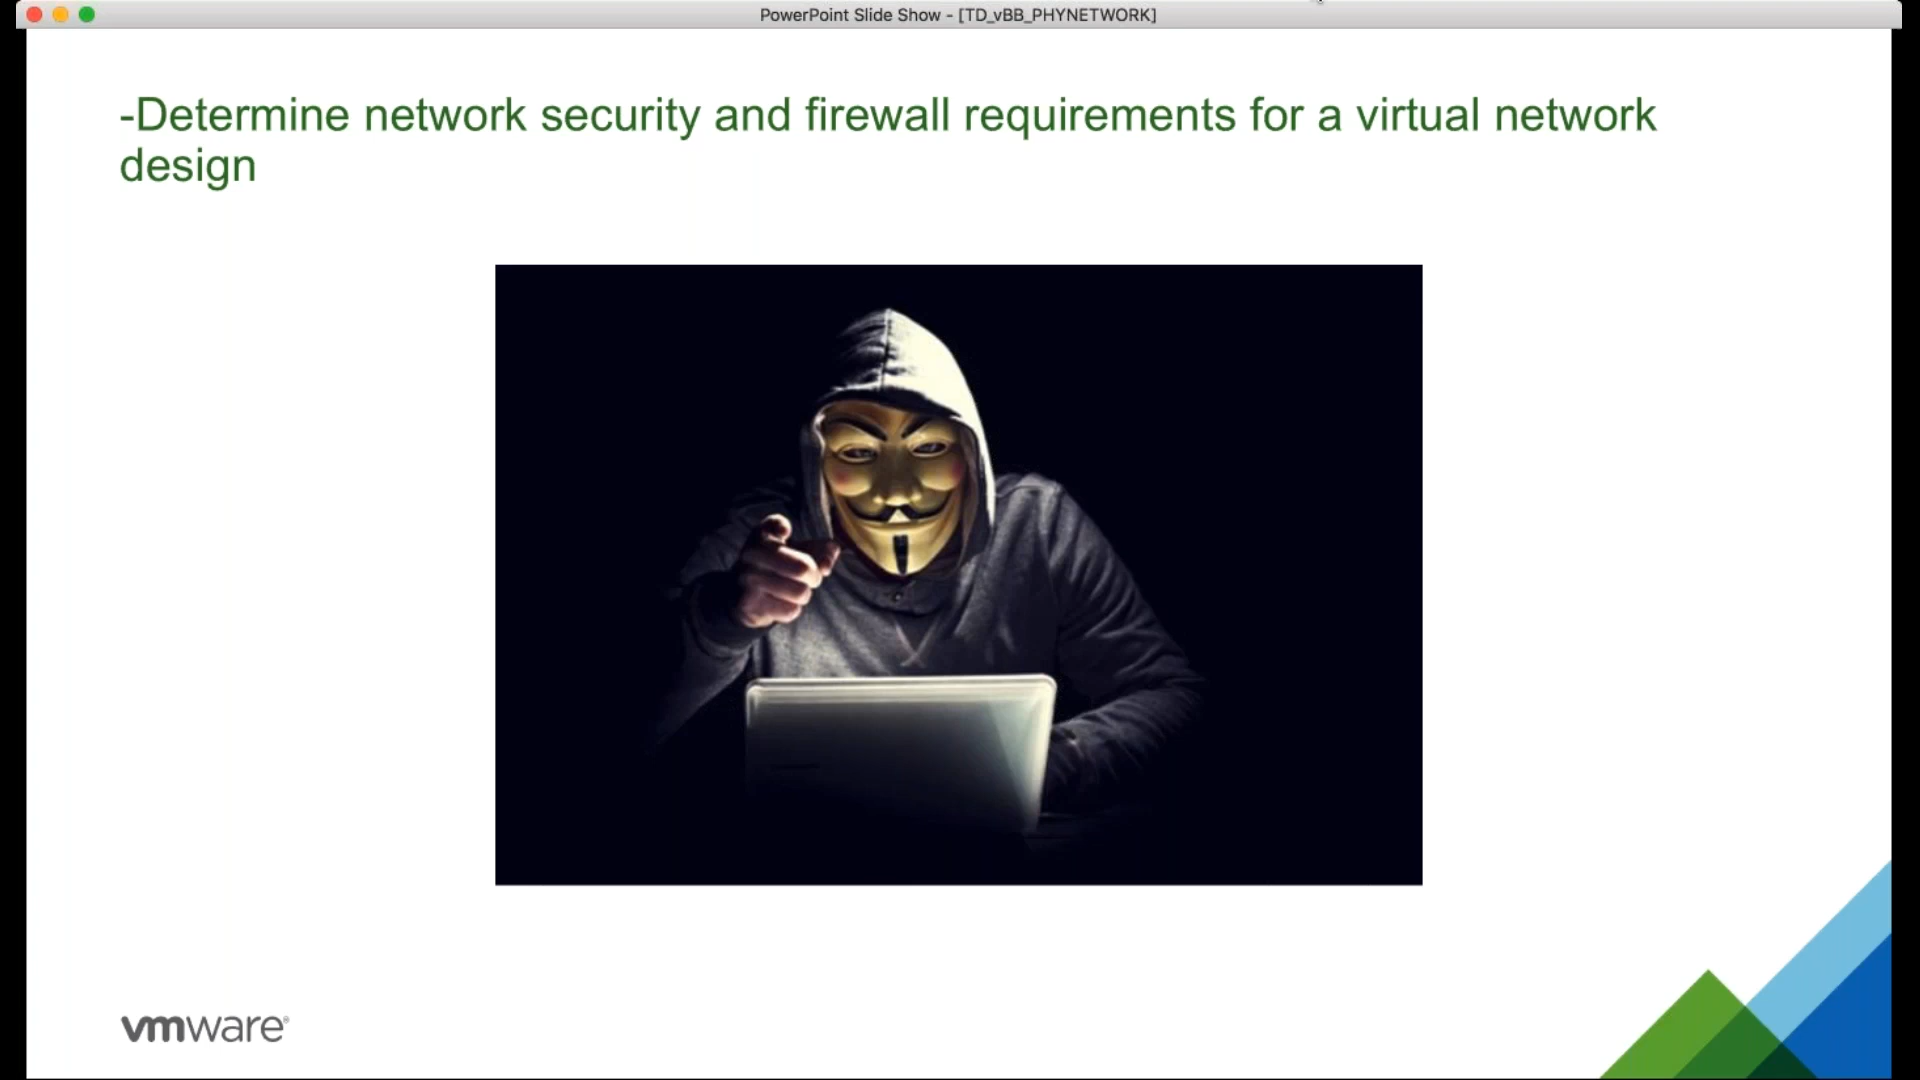 PowerPoint Slide Show - [TD_vBB_PHYNETWORK]
-Determine network security and firewall requirements for a virtual network
design
vmware®